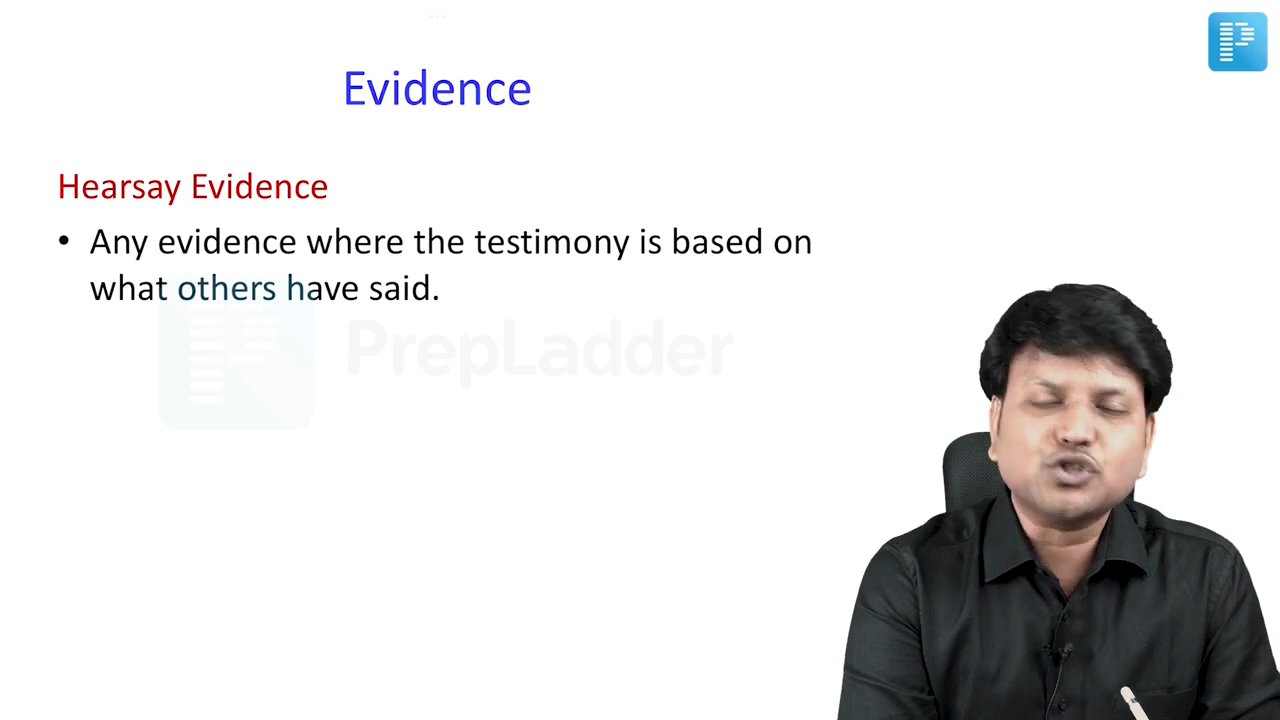 Evidence
Hearsay Evidence
• Any evidence where the testimony is based on
what others have said.
PrepLadder